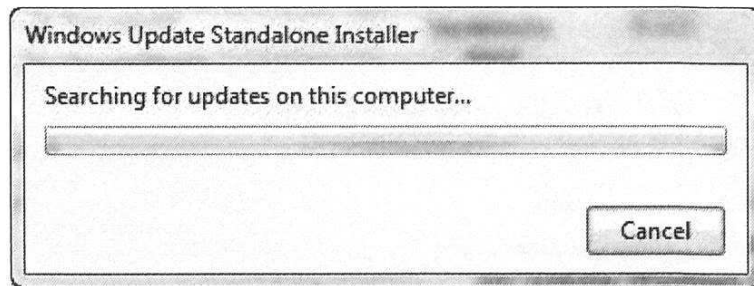 Windows Update Standalone Installer
Searching for updates on this computer...
Cancel